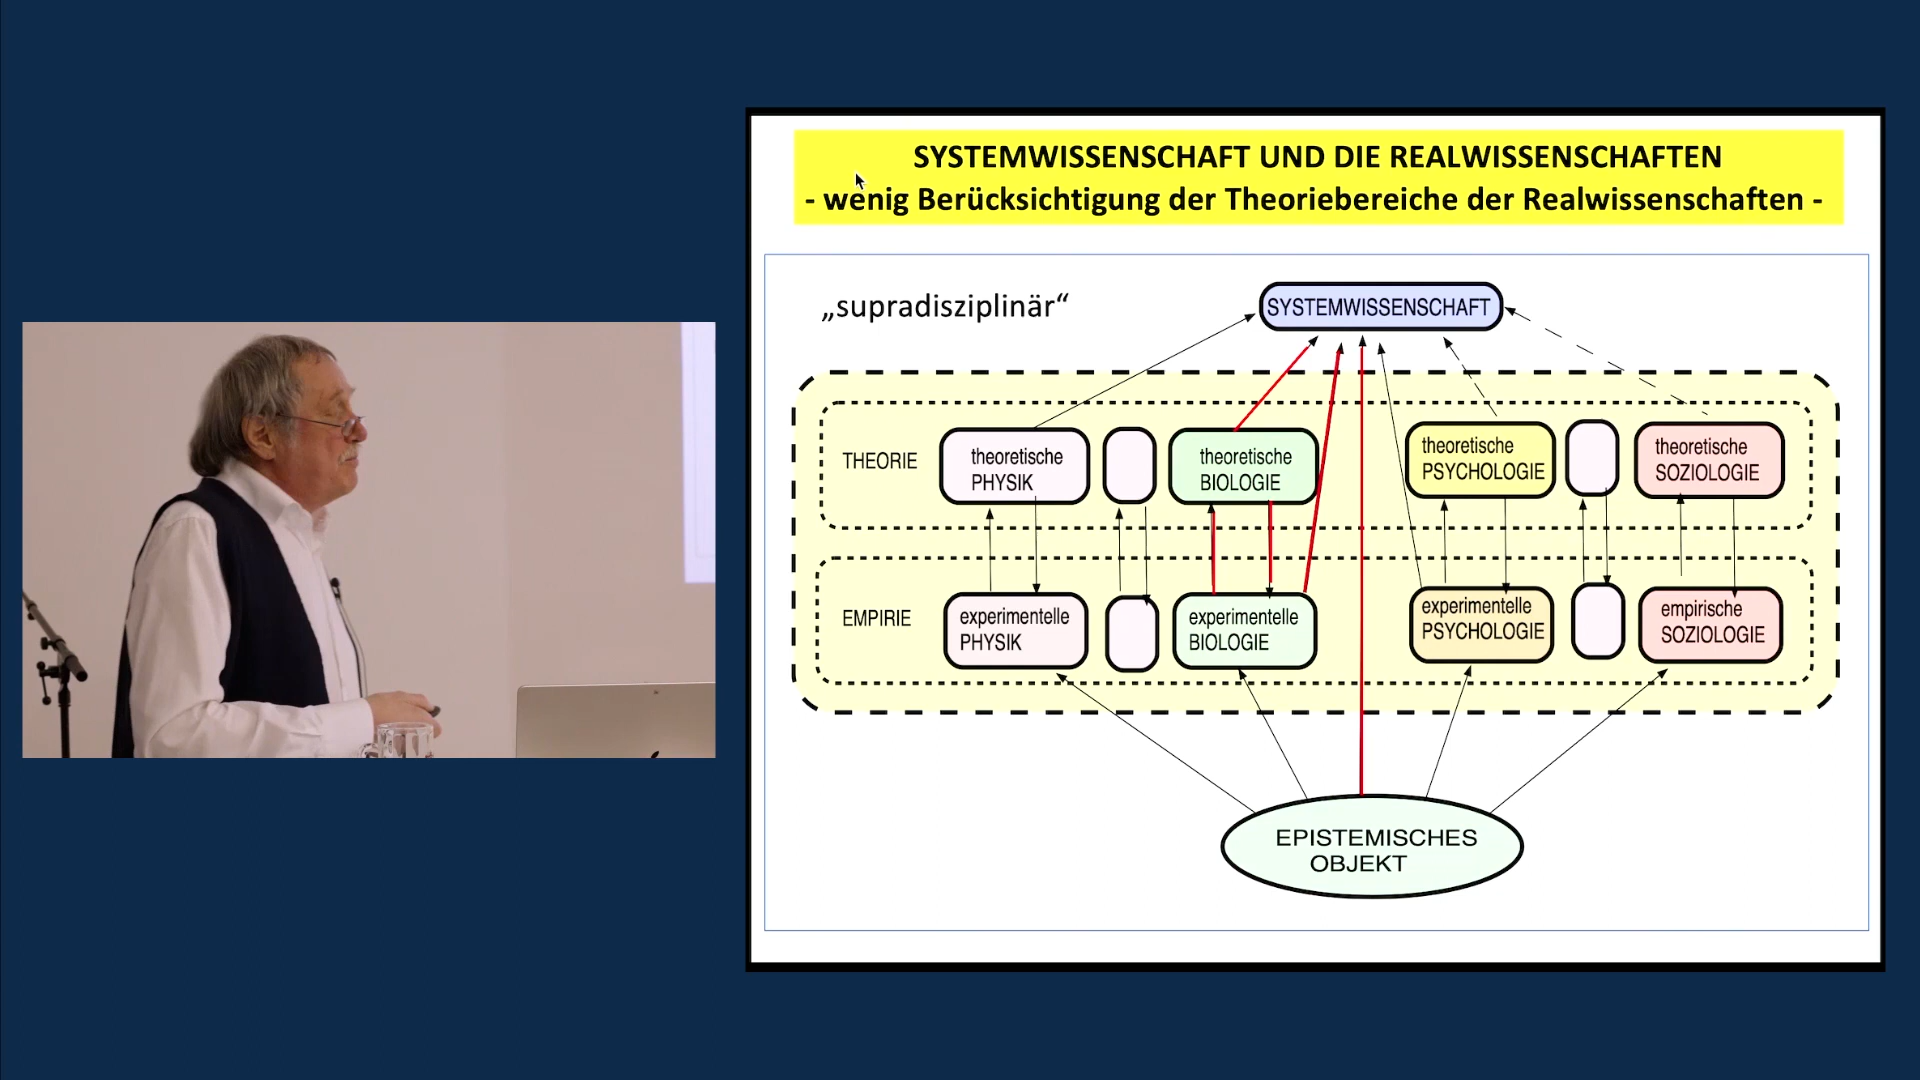 SYSTEMWISSENSCHAFT UND DIE REALWISSENSCHAFTEN
- wenig Berücksichtigung der Theoriebereiche der Realwissenschaften -
„supradisziplinär“
SYSTEMWISSENSCHAFT
THEORIE
theoretische
PHYSIK
theoretische
BIOLOGIE
theoretische
PSYCHOLOGIE
theoretische
SOZIOLOGIE
EMPIRIE
experimentelle
PHYSIK
experimentelle
BIOLOGIE
experimentelle
PSYCHOLOGIE
empirische
SOZIOLOGIE
EPISTEMISCHES
OBJEKT